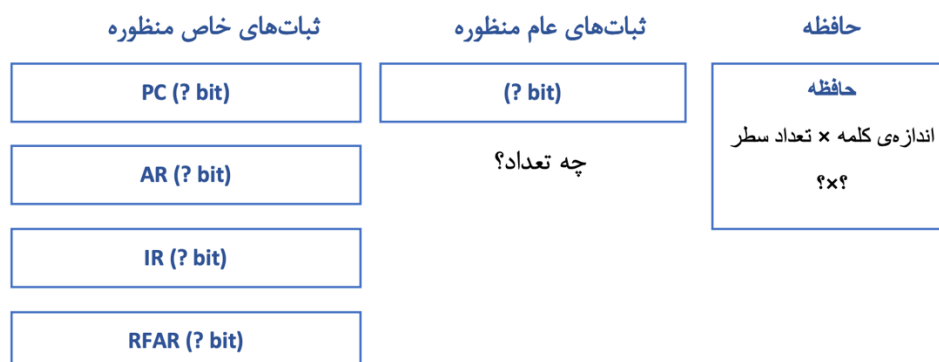 حافظه
ثبات‌های عام منظوره
ثبات‌های خاص منظوره
حافظه
اندازه‌ی کلمه × تعداد سطر
؟×؟
(? bit)
چه تعداد؟
PC (? bit)
AR (? bit)
IR (? bit)
RFAR (? bit)